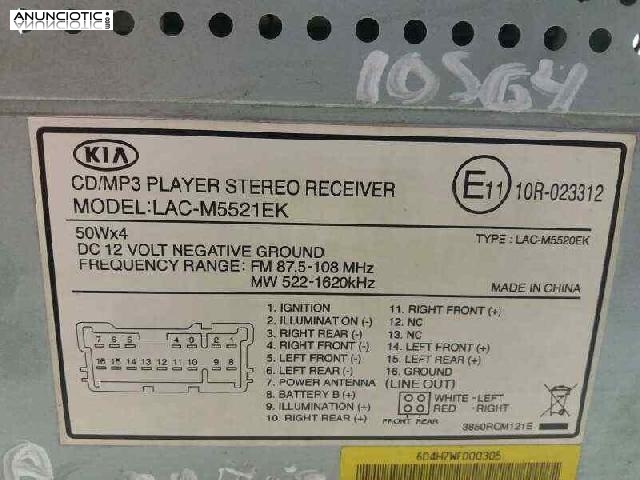 ANUNCIOTIC
.es
10SG4
KIA
CD/MP3 PLAYER STEREO RECEIVER
MODEL:LAC-M5521EK
E11 10R-023312
50Wx4
DC 12 VOLT NEGATIVE GROUND
TYPE : LAC-M5520EK
FREQUENCY RANGE: FM 87.5-108 MHz
MW 522-1620kHz
MADE IN CHINA
1. IGNITION
2. ILLUMINATION (-)
3. RIGHT REAR (-)
4. RIGHT FRONT (-)
5. LEFT FRONT (-)
6. LEFT REAR (-)
7. POWER ANTENNA
8. BATTERY B (+)
9. ILLUMINATION (+)
10. RIGHT REAR (+)
11. RIGHT FRONT (+)
12. NC
13. NC
14. LEFT FRONT (+)
15. LEFT REAR (+)
16. GROUND
(LINE OUT)
WHITE -LEFT
RED -RIGHT
FRONT REAR
7 6 5 4 3 2 1
16 15 14 13 12 11 10 9 8
3850RCM121S
6D4H7WF000305